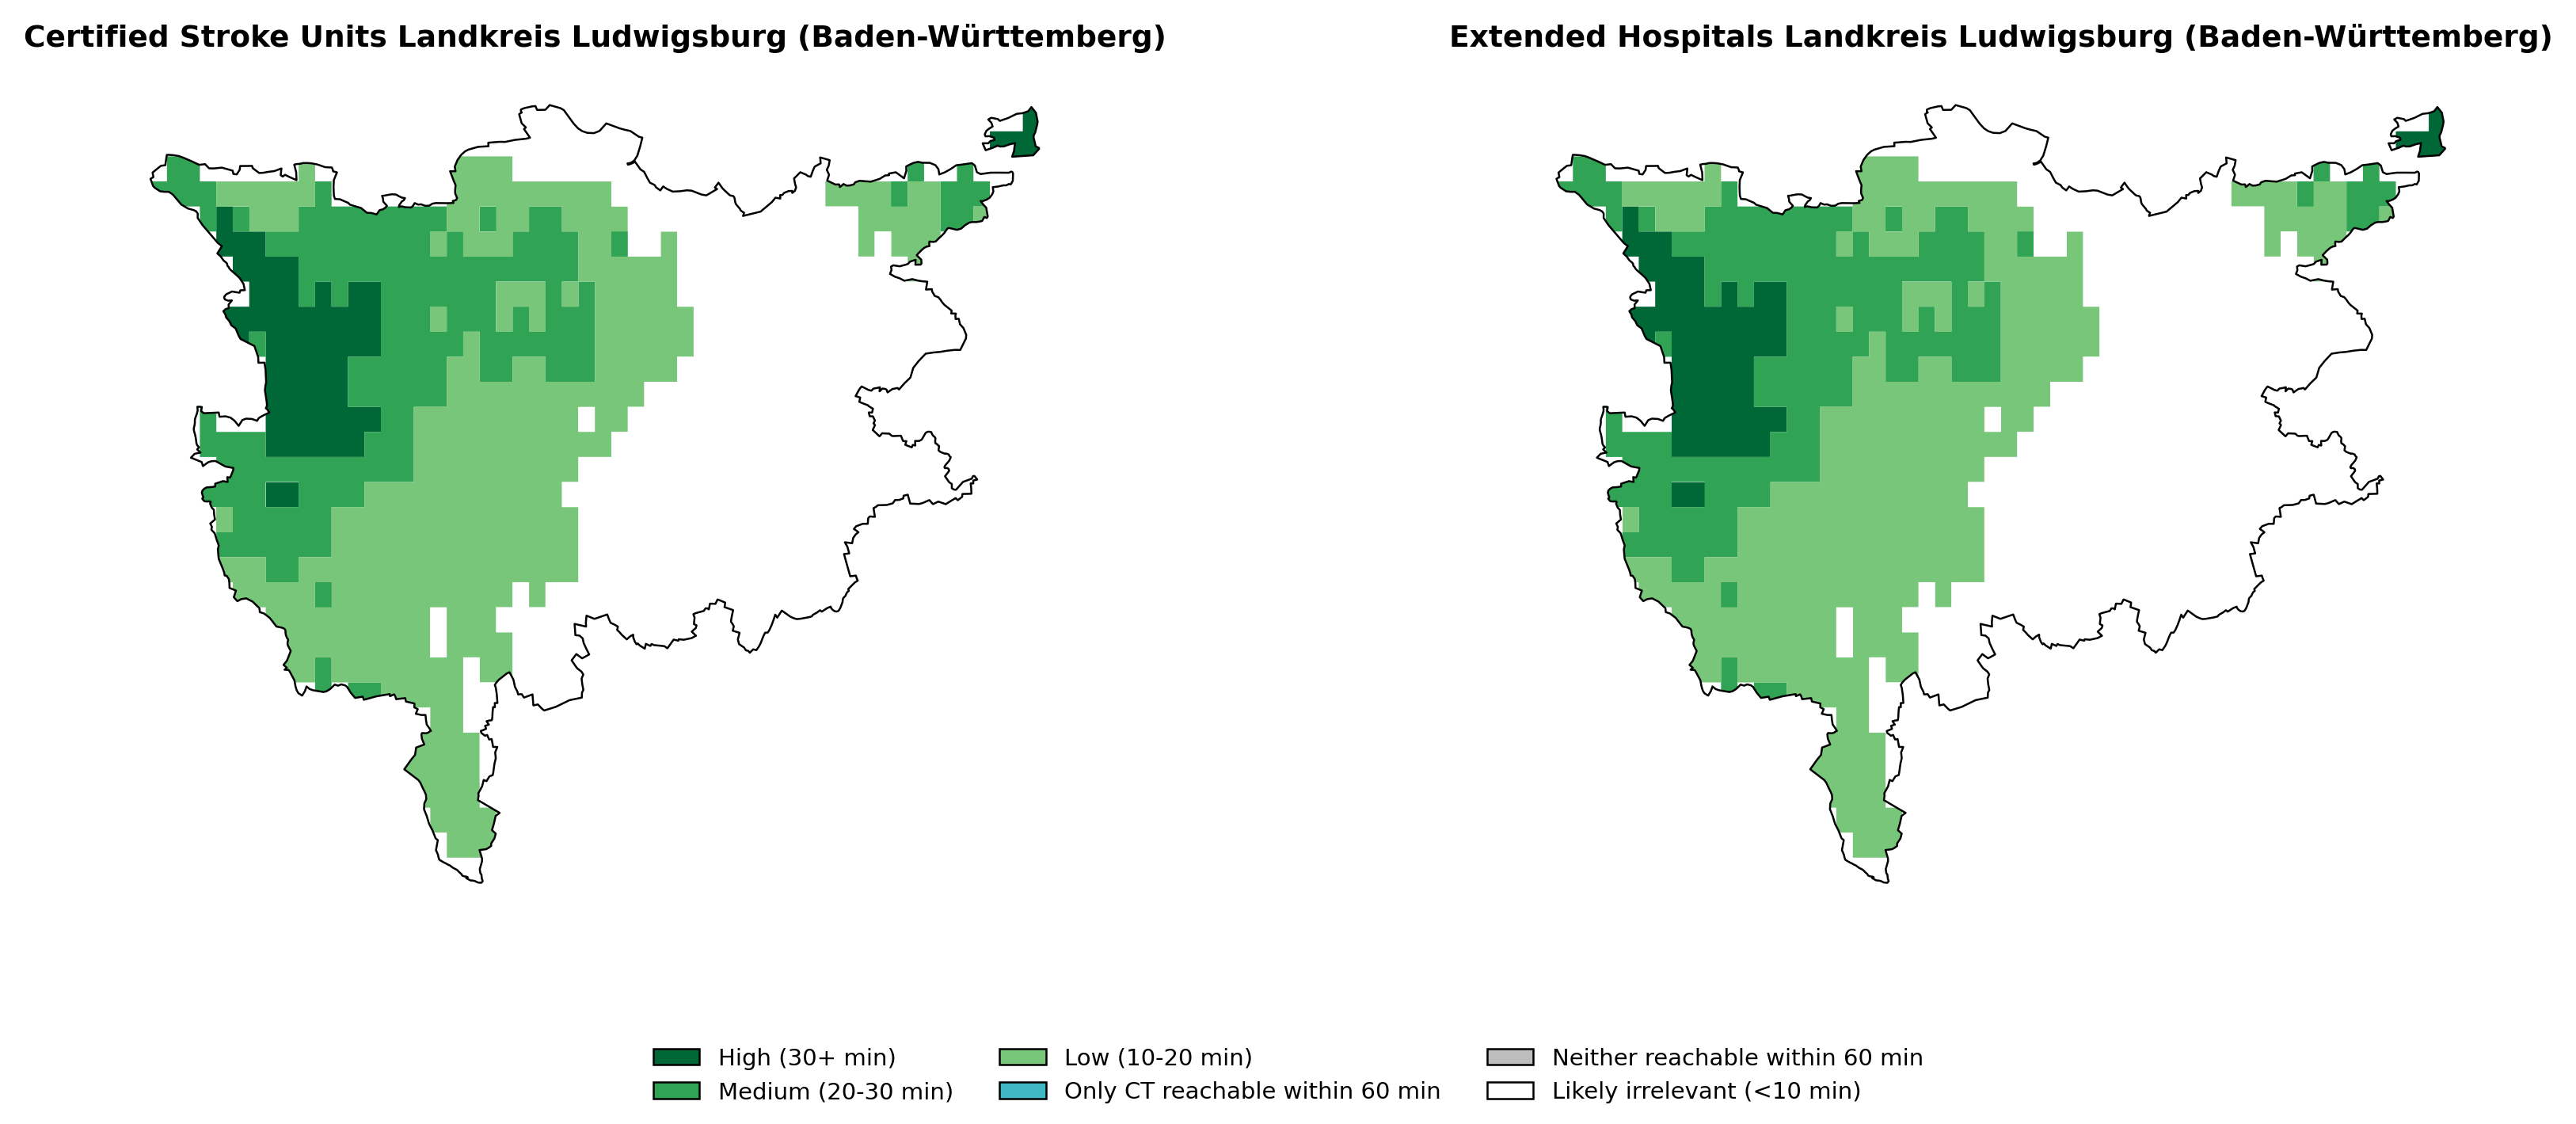 Certified Stroke Units Landkreis Ludwigsburg (Baden-Württemberg)
Extended Hospitals Landkreis Ludwigsburg (Baden-Württemberg)
High (30+ min)
Medium (20-30 min)
Low (10-20 min)
Only CT reachable within 60 min
Neither reachable within 60 min
Likely irrelevant (<10 min)